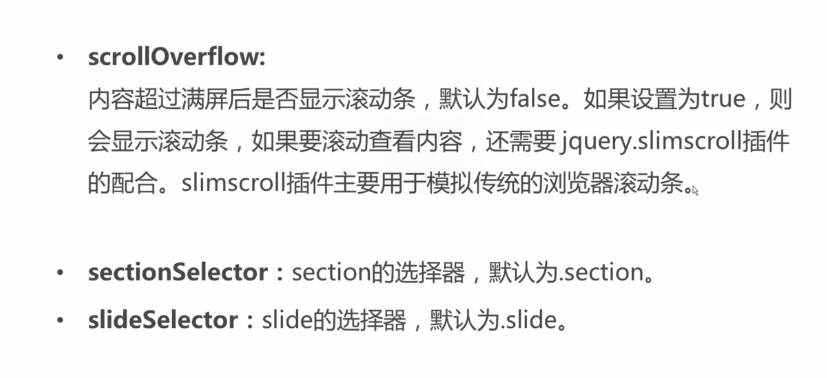 • scrollOverflow:
内容超过满屏后是否显示滚动条，默认为false。如果设置为true，则
会显示滚动条，如果要滚动查看内容，还需要 jquery.slimscroll插件
的配合。slimscroll插件主要用于模拟传统的浏览器滚动条。
• sectionSelector：section的选择器，默认为.section。
• slideSelector：slide的选择器，默认为.slide。